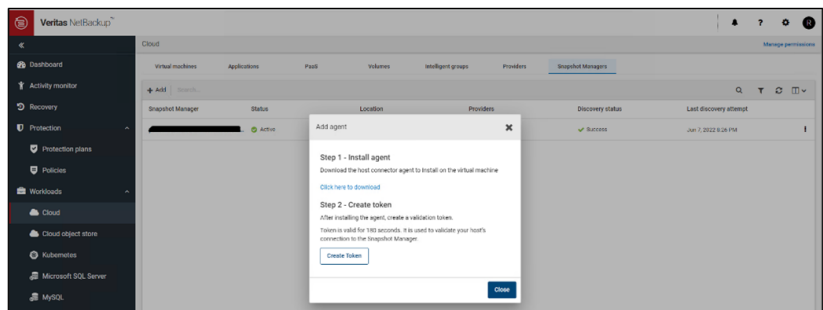 Veritas NetBackup™
?
R
«
Cloud
Manage permissions
Dashboard
Virtual machines Applications PaaS Volumes Intelligent groups Providers Snapshot Managers
Activity monitor
+ Add Search...
Recovery
Snapshot Manager Status Location Providers Discovery status Last discovery attempt
Protection
Active
Success
Jun 7, 2022 8:26 PM
Protection plans
Policies
Workloads
Cloud
Cloud object store
Kubernetes
Microsoft SQL Server
MySQL
Add agent
Step 1 - Install agent
Download the host connector agent to Install on the virtual machine
Click here to download
Step 2 - Create token
After installing the agent, create a validation token.
Token is valid for 180 seconds. It is used to validate your host's
connection to the Snapshot Manager.
Create Token
Close